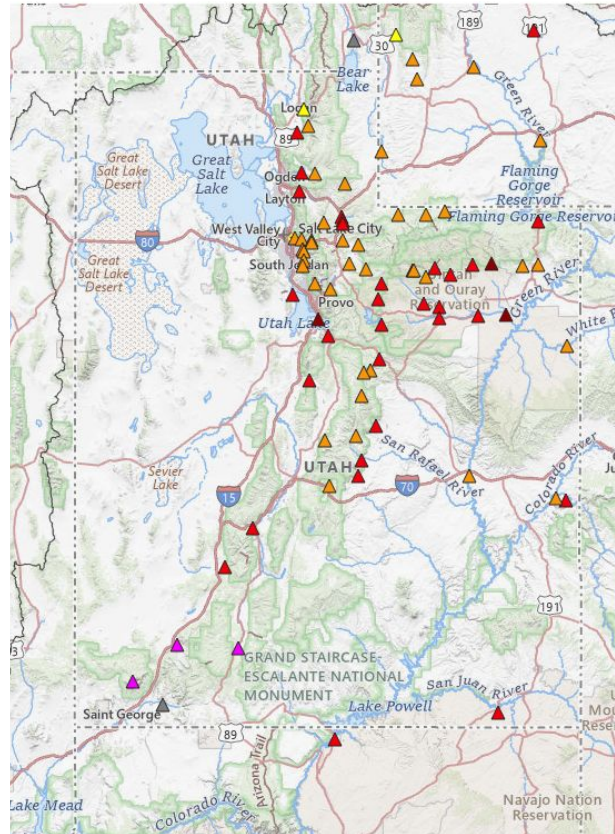 189
191
30
Bear
Lake
Green River
Logan
UTAH
89
Great
Salt Lake
Desert
Great
Salt
Lake
Ogden
Layton
Flaming
Gorge
Reservoir
Flaming Gorge Reservoir
West Valley
City
Salt Lake City
80
South Jordan
Great
Salt Lake
Desert
and Ouray
Reservation
Green River
Provo
Utah Lake
White
San Rafael River
UTAH
Colorado River
Sevier
Lake
15
70
191
GRAND STAIRCASE-
ESCALANTE NATIONAL
MONUMENT
San Juan River
Saint George
Lake Powell
89
Arizona Trail
Lake Mead
Colorado River
Navajo Nation
Reservation